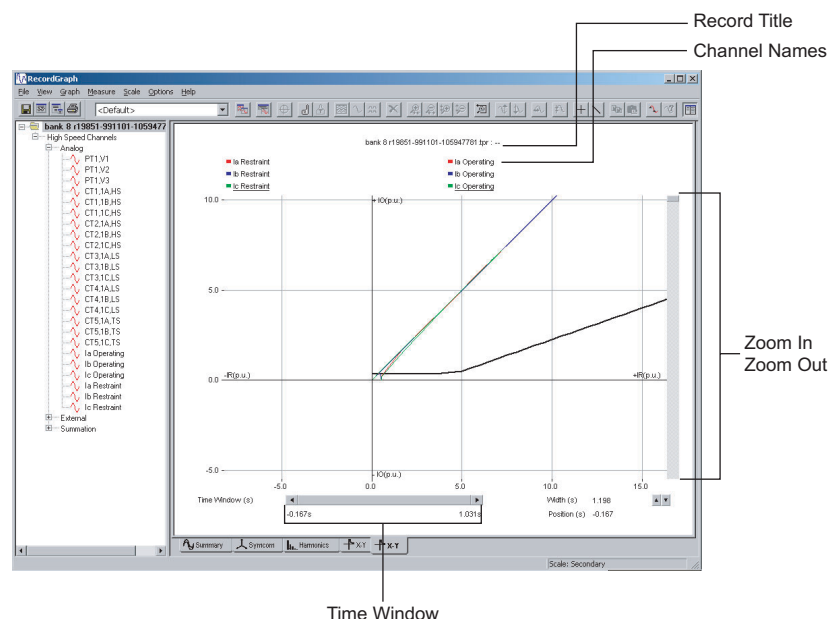 Record Title
Channel Names
RecordGraph
File View Graph Measure Scale Options Help
<Default>
bank 8 r19851-991101-1059477
High Speed Channels
Analog
PT1,V1
PT1,V2
PT1,V3
CT1,1A,HS
CT1,1B,HS
CT1,1C,HS
CT2,1A,HS
CT2,1B,HS
CT2,1C,HS
CT3,1A,LS
CT3,1B,LS
CT3,1C,LS
CT4,1A,LS
CT4,1B,LS
CT4,1C,LS
CT5,1A,TS
CT5,1B,TS
CT5,1C,TS
Ia Operating
Ib Operating
Ic Operating
Ia Restraint
Ib Restraint
Ic Restraint
External
Summation
bank 8 r19851-991101-105947781.tpr : --
Ia Restraint
Ib Restraint
Ic Restraint
Ia Operating
Ib Operating
Ic Operating
10.0
+ IO(p.u.)
5.0
0.0
-IR(p.u.)
+IR(p.u.)
-5.0
- IO(p.u.)
-5.0 0.0 5.0 10.0 15.0
Time Window (s)
-0.167s
1.031s
Width (s) 1.198
Position (s) -0.167
Summary Symcom Harmonics X-Y X-Y
Scale: Secondary
Zoom In
Zoom Out
Time Window